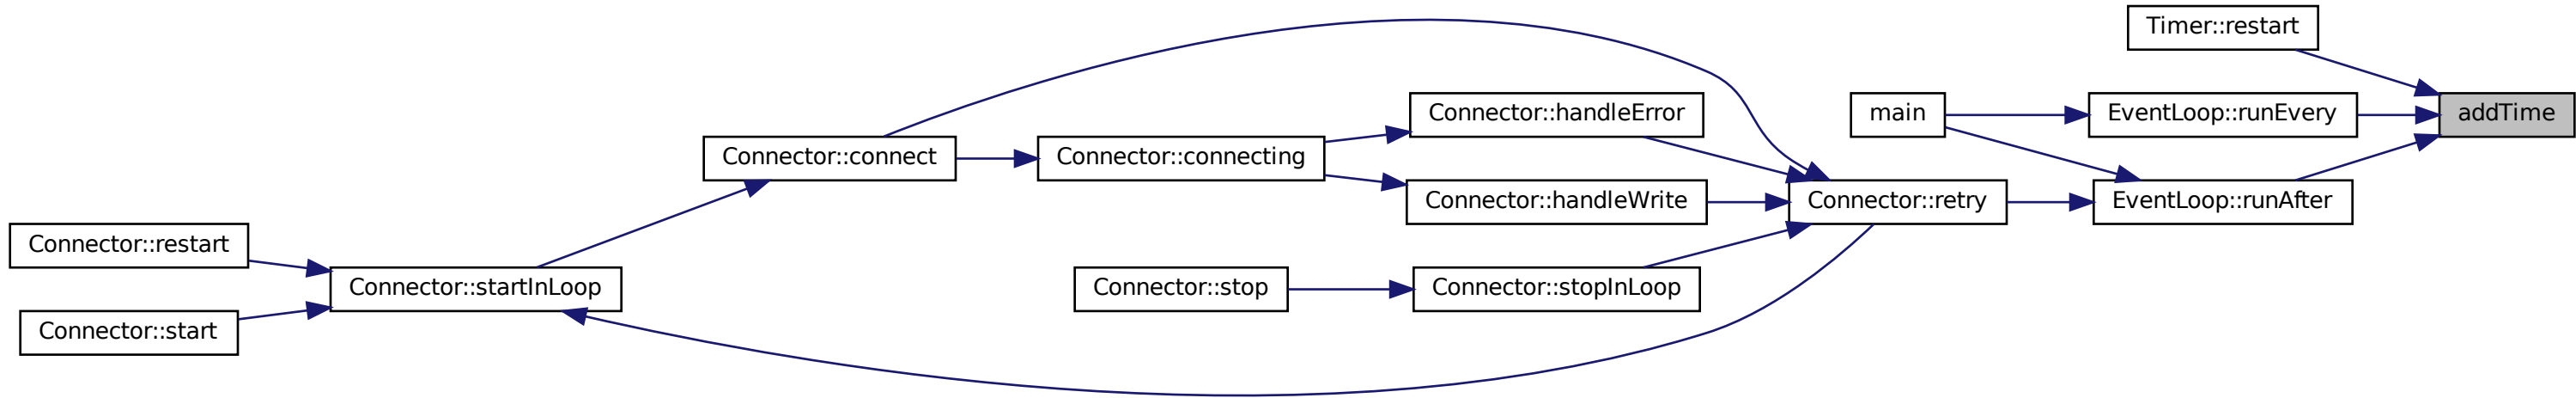 Timer::restart
Connector::handleError
main
EventLoop::runEvery
addTime
Connector::connect
Connector::connecting
Connector::handleWrite
Connector::retry
EventLoop::runAfter
Connector::restart
Connector::startInLoop
Connector::stop
Connector::stopInLoop
Connector::start